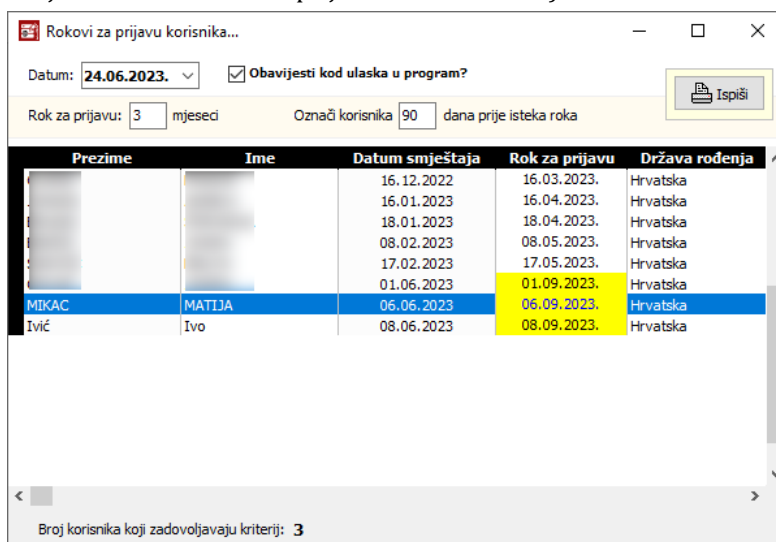 Rokovi za prijavu korisnika...
Datum: 24.06.2023. Obavijesti kod ulaska u program?
Ispiši
Rok za prijavu: 3 mjeseci Označi korisnika 90 dana prije isteka roka
Prezime Ime Datum smještaja Rok za prijavu Država rođenja
16.12.2022 16.03.2023. Hrvatska
16.01.2023 16.04.2023. Hrvatska
18.01.2023 18.04.2023. Hrvatska
08.02.2023 08.05.2023. Hrvatska
17.02.2023 17.05.2023. Hrvatska
01.06.2023 01.09.2023. Hrvatska
MIKAC MATIJA 06.06.2023 06.09.2023. Hrvatska
Ivić Ivo 08.06.2023 08.09.2023. Hrvatska
Broj korisnika koji zadovoljavaju kriterij: 3